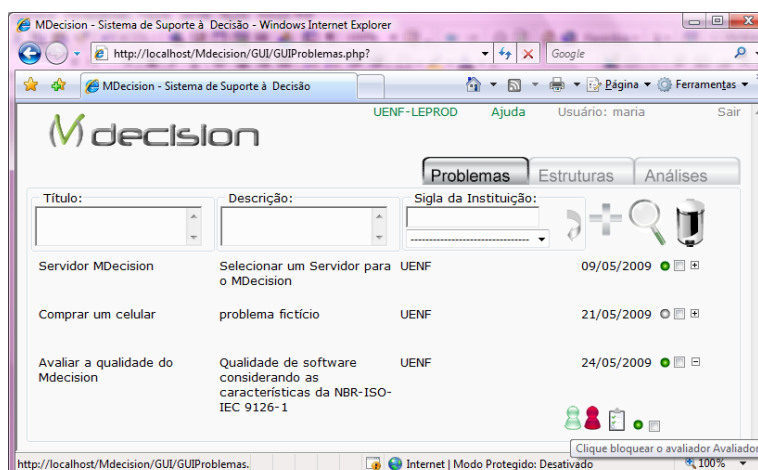 MDecision - Sistema de Suporte à Decisão - Windows Internet Explorer
http://localhost/Mdecision/GUI/GUIProblemas.php?
Google
MDecision - Sistema de Suporte à Decisão
Página
Ferramentas
UENF-LEPROD Ajuda Usuário: maria Sair
Mdecision
Problemas Estruturas Análises
Título: Descrição: Sigla da Instituição:
Servidor MDecision Selecionar um Servidor para UENF 09/05/2009
o MDecision
Comprar um celular problema fictício UENF 21/05/2009
Avaliar a qualidade do Qualidade de software UENF 24/05/2009
Mdecision considerando as
características da NBR-ISO-
IEC 9126-1
Clique bloquear o avaliador Avaliador
http://localhost/Mdecision/GUI/GUIProblemas. Internet | Modo Protegido: Desativado 100%